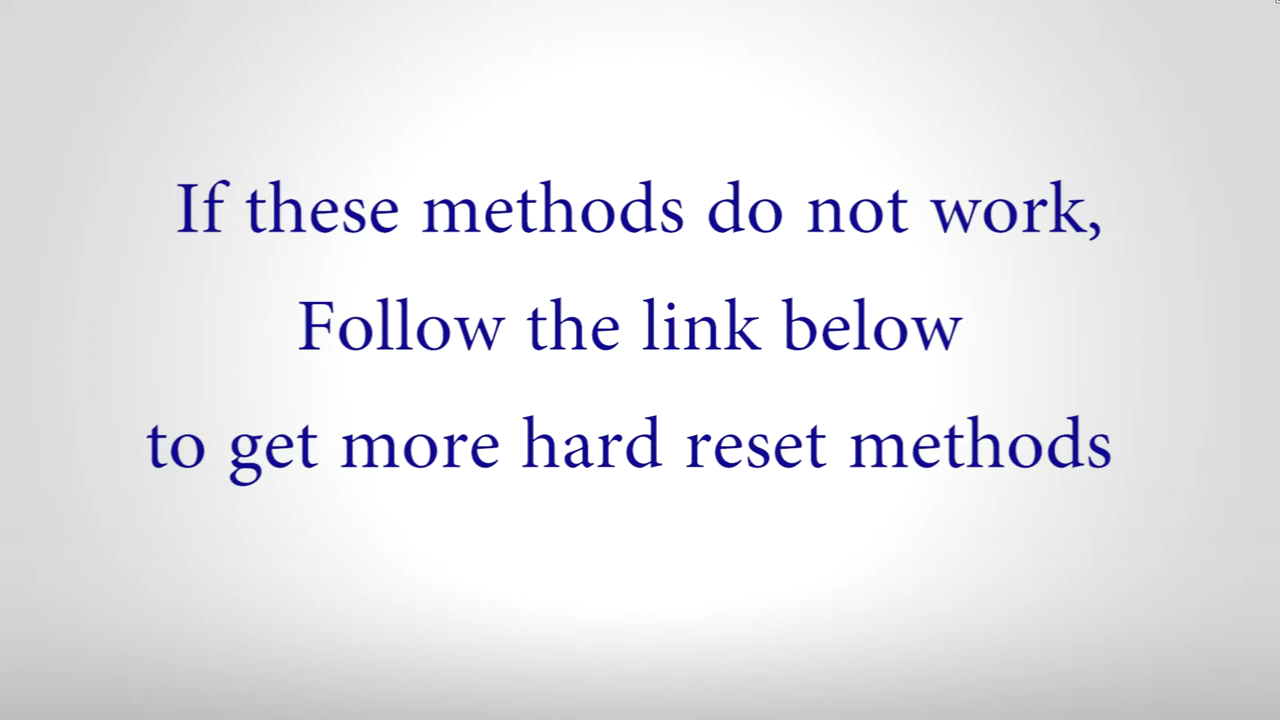 If these methods do not work,
Follow the link below
to get more hard reset methods